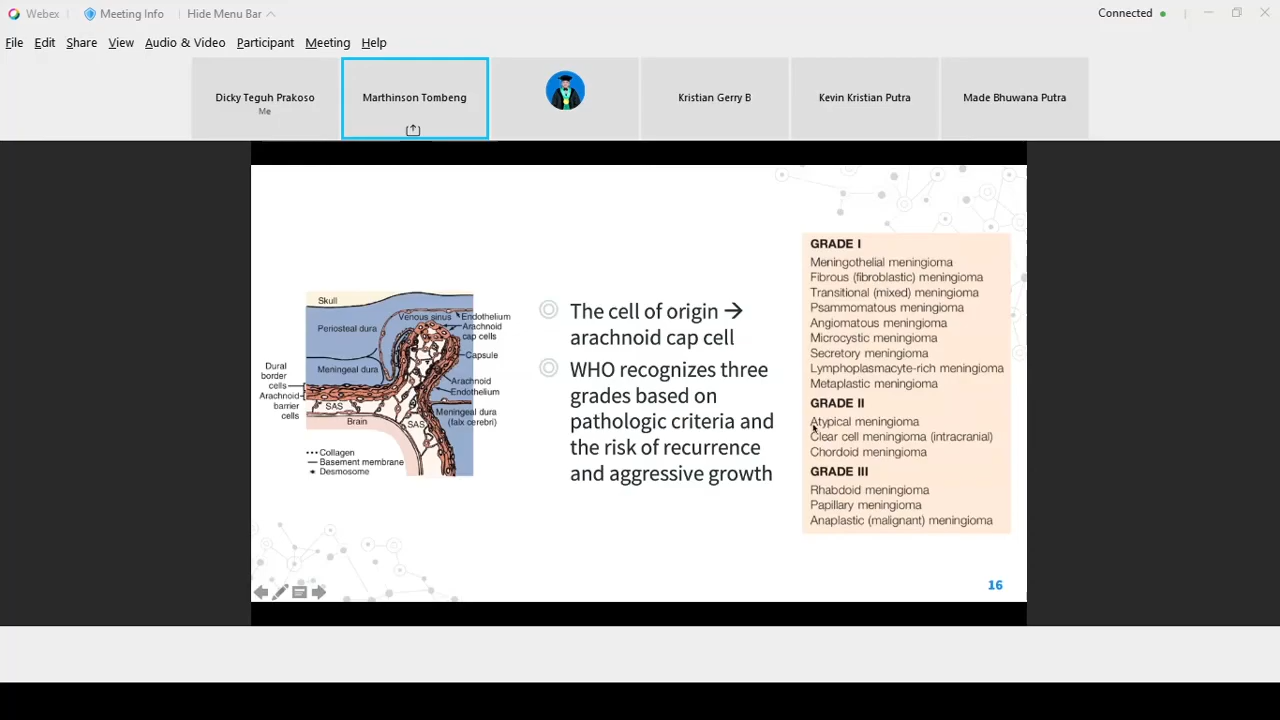 Webex
Meeting Info
Hide Menu Bar
Connected
File Edit Share View Audio & Video Participant Meeting Help
Dicky Teguh Prakoso
Me
Marthinson Tombeng
Kristian Gerry B
Kevin Kristian Putra
Made Bhuwana Putra
Skull
Periosteal dura
Venous sinus
Endothelium
Arachnoid
cap cells
Capsule
Meningeal dura
Dural
border
cells
Arachnoid
Endothelium
Arachnoid
barrier
cells
SAS
Brain
SAS
Meningeal dura
(falx cerebri)
Collagen
Basement membrane
Desmosome
The cell of origin →
arachnoid cap cell
WHO recognizes three
grades based on
pathologic criteria and
the risk of recurrence
and aggressive growth
GRADE I
Meningothelial meningioma
Fibrous (fibroblastic) meningioma
Transitional (mixed) meningioma
Psammomatous meningioma
Angiomatous meningioma
Microcystic meningioma
Secretory meningioma
Lymphoplasmacyte-rich meningioma
Metaplastic meningioma
GRADE II
Atypical meningioma
Clear cell meningioma (intracranial)
Chordoid meningioma
GRADE III
Rhabdoid meningioma
Papillary meningioma
Anaplastic (malignant) meningioma
16